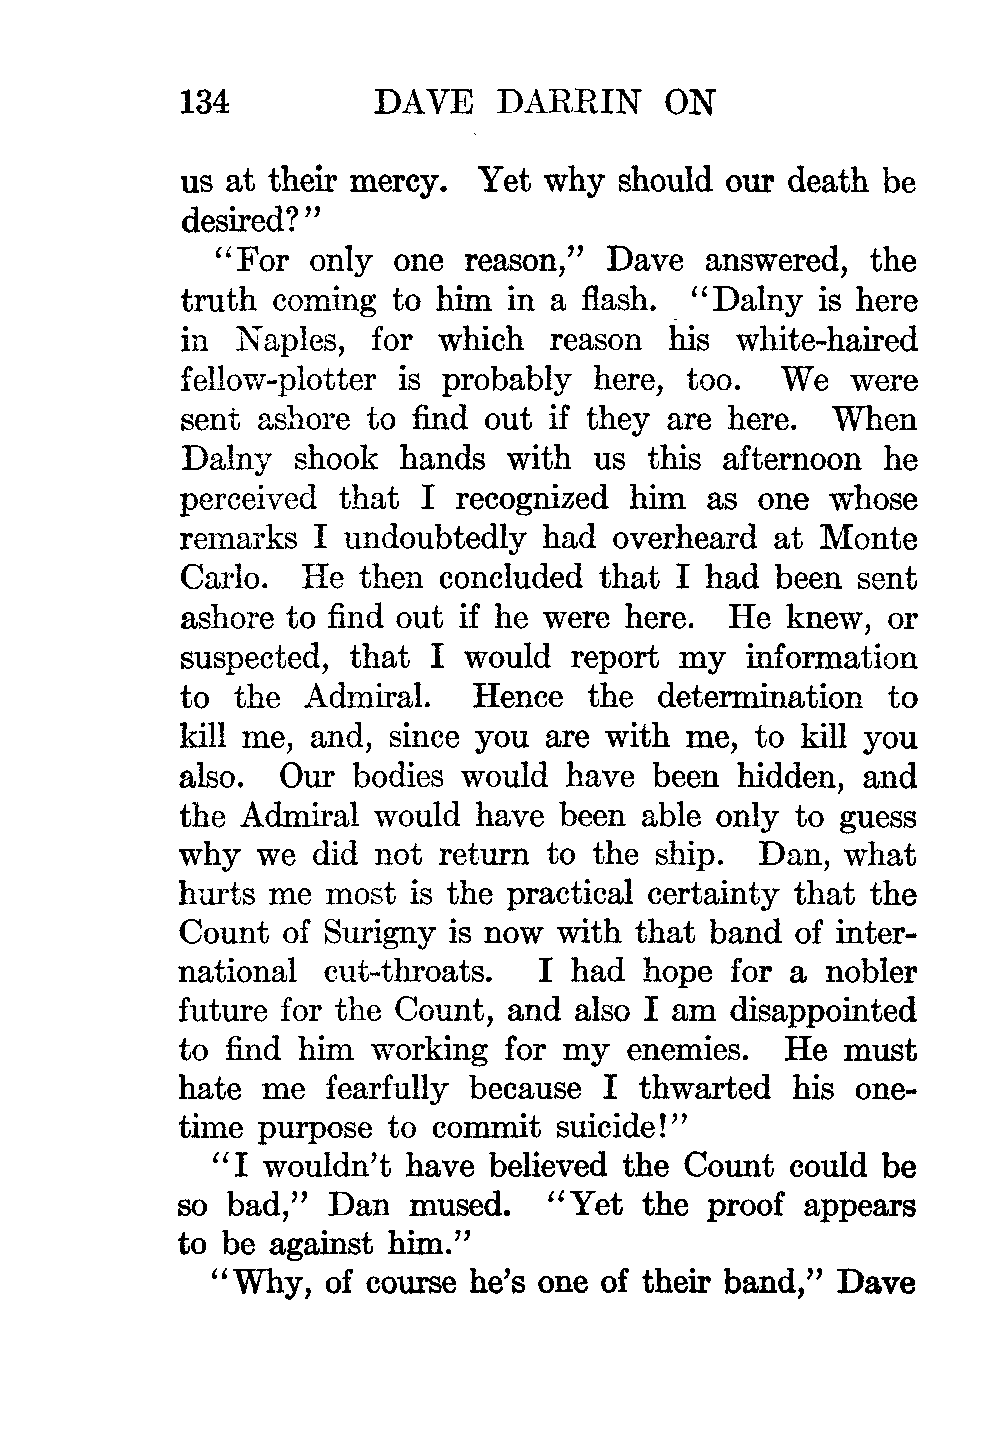 134 DAVE DARRIN ON
us at their mercy. Yet why should our death be
desired?"
"For only one reason," Dave answered, the
truth coming to him in a flash. "Dalny is here
in Naples, for which reason his white-haired
fellow-plotter is probably here, too. We were
sent ashore to find out if they are here. When
Dalny shook hands with us this afternoon he
perceived that I recognized him as one whose
remarks I undoubtedly had overheard at Monte
Carlo. He then concluded that I had been sent
ashore to find out if he were here. He knew, or
suspected, that I would report my information
to the Admiral. Hence the determination to
kill me, and, since you are with me, to kill you
also. Our bodies would have been hidden, and
the Admiral would have been able only to guess
why we did not return to the ship. Dan, what
hurts me most is the practical certainty that the
Count of Surigny is now with that band of inter-
national cut-throats. I had hope for a nobler
future for the Count, and also I am disappointed
to find him working for my enemies. He must
hate me fearfully because I thwarted his one-
time purpose to commit suicide!"
"I wouldn't have believed the Count could be
so bad," Dan mused. "Yet the proof appears
to be against him."
"Why, of course he's one of their band," Dave